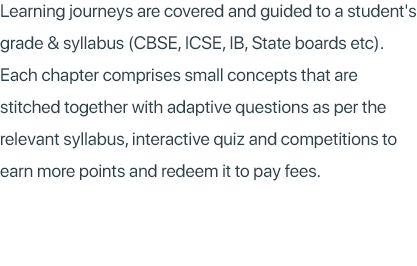 Learning journeys are covered and guided to a student's
grade & syllabus (CBSE, ICSE, IB, State boards etc).
Each chapter comprises small concepts that are
stitched together with adaptive questions as per the
relevant syllabus, interactive quiz and competitions to
earn more points and redeem it to pay fees.